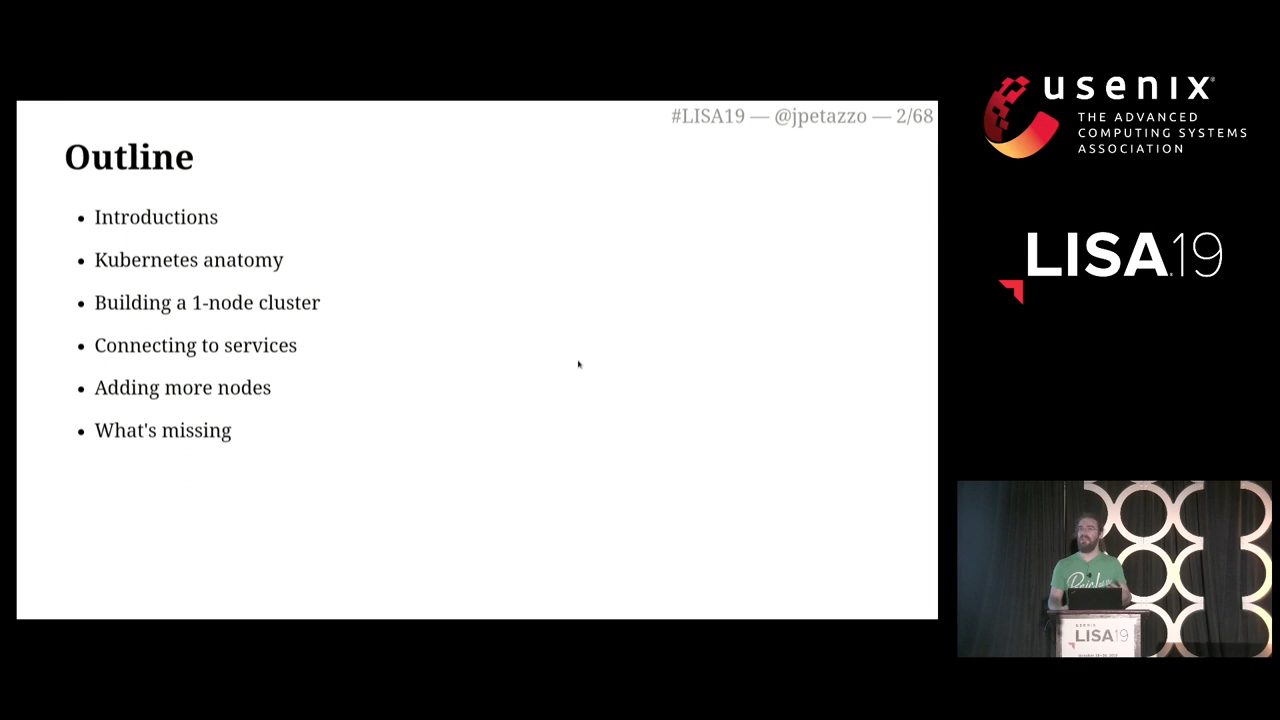 #LISA19 — @jpetazzo — 2/68
Outline
Introductions
Kubernetes anatomy
Building a 1-node cluster
Connecting to services
Adding more nodes
What's missing
usenix
THE ADVANCED
COMPUTING SYSTEMS
ASSOCIATION
LISA19
usenix
LISA19